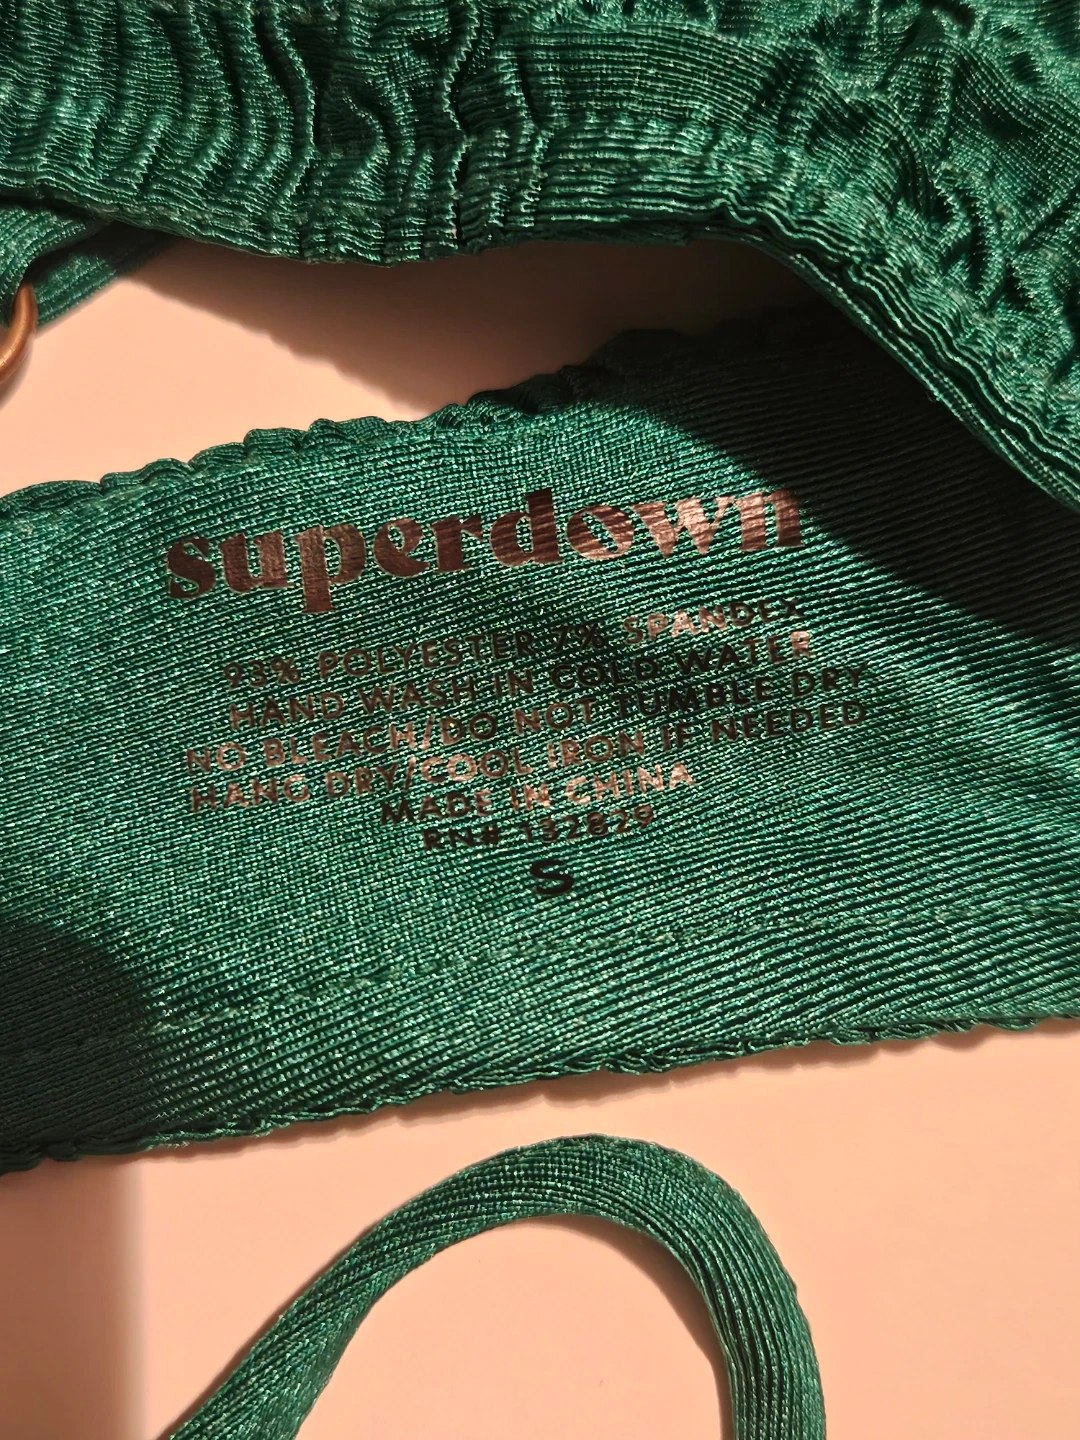 superdown
93% POLYESTER 7% SPANDEX
HAND WASH IN COLD WATER
NO BLEACH/DO NOT TUMBLE DRY
HANG DRY/COOL IRON IF NEEDED
MADE IN CHINA
RN# 132829
S